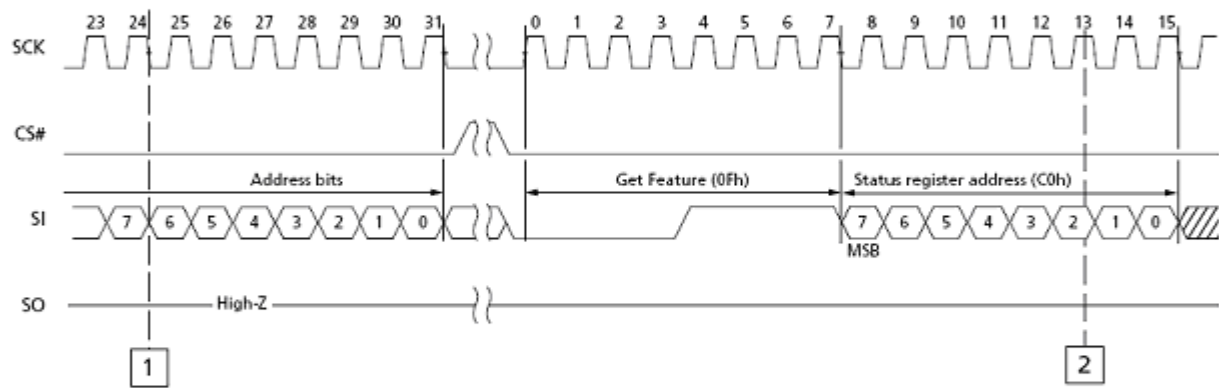 23 24 25 26 27 28 29 30 31 0 1 2 3 4 5 6 7 8 9 10 11 12 13 14 15
SCK
CS#
Address bits Get Feature (0Fh) Status register address (C0h)
SI 7 6 5 4 3 2 1 0 7 6 5 4 3 2 1 0
MSB
SO High-Z
1 2